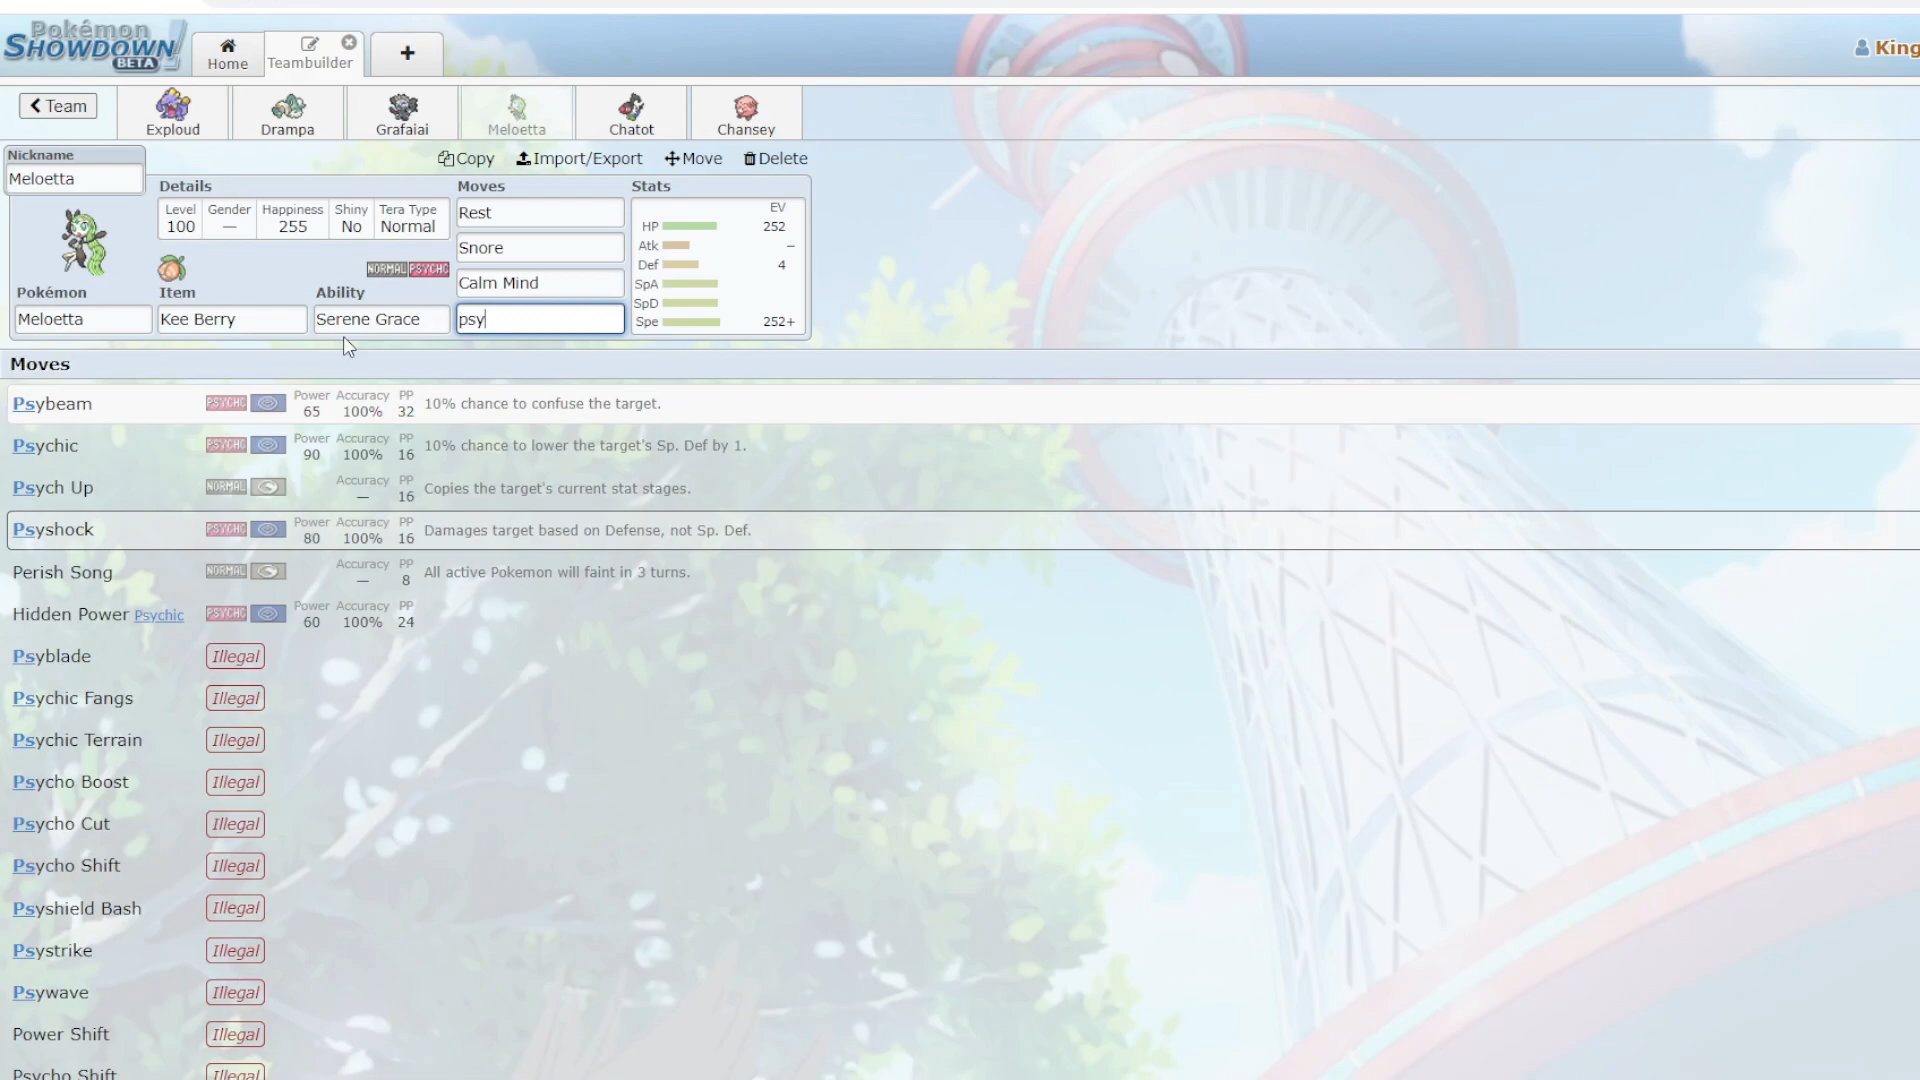 Pokémon
SHOWDOWN!
BETA
Home
Teambuilder
+
King
Team
Exploud
Drampa
Grafaiai
Meloetta
Chatot
Chansey
Nickname
Meloetta
Copy Import/Export Move Delete
Details
Moves
Stats
Level Gender Happiness Shiny Tera Type
100 — 255 No Normal
NORMAL PSYCHC
Pokémon Item Ability
Meloetta Kee Berry Serene Grace
Rest
Snore
Calm Mind
psy
EV
HP 252
Atk –
Def 4
SpA
SpD
Spe 252+
Moves
Psybeam PSYCHC Power 65 Accuracy 100% PP 32 10% chance to confuse the target.
Psychic PSYCHC Power 90 Accuracy 100% PP 16 10% chance to lower the target's Sp. Def by 1.
Psych Up NORMAL Accuracy — PP 16 Copies the target's current stat stages.
Psyshock PSYCHC Power 80 Accuracy 100% PP 16 Damages target based on Defense, not Sp. Def.
Perish Song NORMAL Accuracy — PP 8 All active Pokemon will faint in 3 turns.
Hidden Power Psychic PSYCHC Power 60 Accuracy 100% PP 24
Psyblade Illegal
Psychic Fangs Illegal
Psychic Terrain Illegal
Psycho Boost Illegal
Psycho Cut Illegal
Psycho Shift Illegal
Psyshield Bash Illegal
Psystrike Illegal
Psywave Illegal
Power Shift Illegal
Psycho Shift Illegal